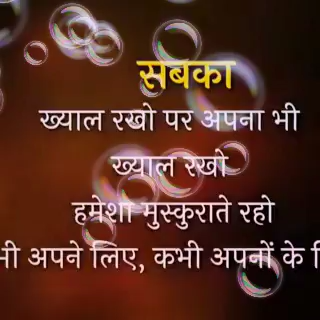 सबका
ख्याल रखो पर अपना भी
ख्याल रखो
हमेशा मुस्कुराते रहो
अपने लिए, कभी अपनों के